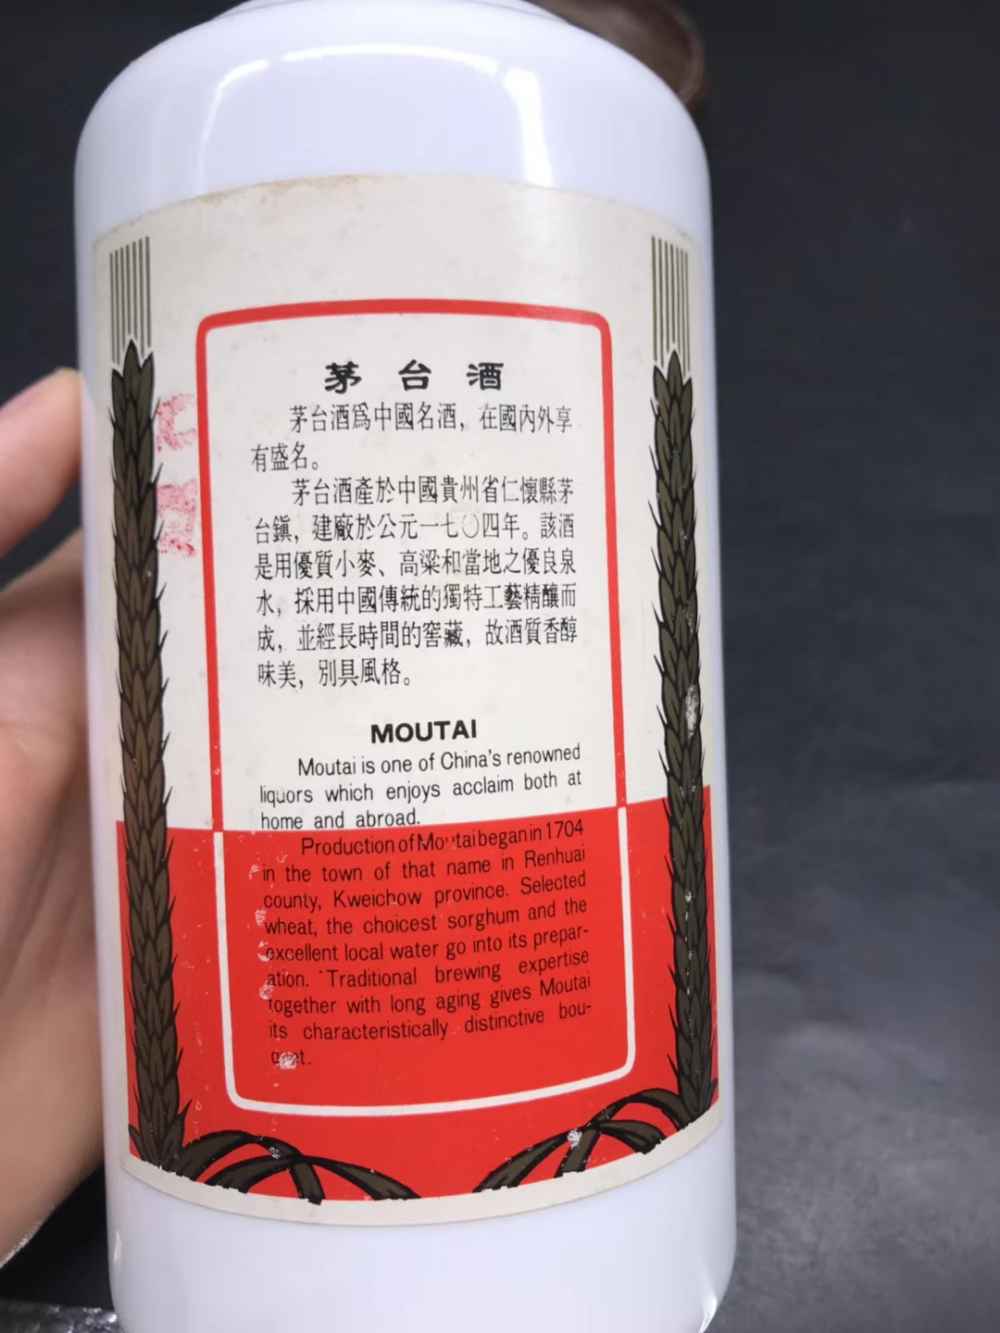 茅台酒
茅台酒爲中國名酒，在國內外享
有盛名。
茅台酒產於中國貴州省仁懷縣茅
台鎮，建廠於公元一七〇四年。該酒
是用優質小麥、高粱和當地之優良泉
水，採用中國傳統的獨特工藝精釀而
成，並經長時間的窖藏，故酒質香醇
味美，別具風格。
MOUTAI
Moutai is one of China's renowned
liquors which enjoys acclaim both at
home and abroad.
Production of Moutai began in 1704
in the town of that name in Renhuai
county, Kweichow province. Selected
wheat, the choicest sorghum and the
excellent local water go into its prepar-
ation. Traditional brewing expertise
together with long aging gives Moutai
its characteristically distinctive bou-